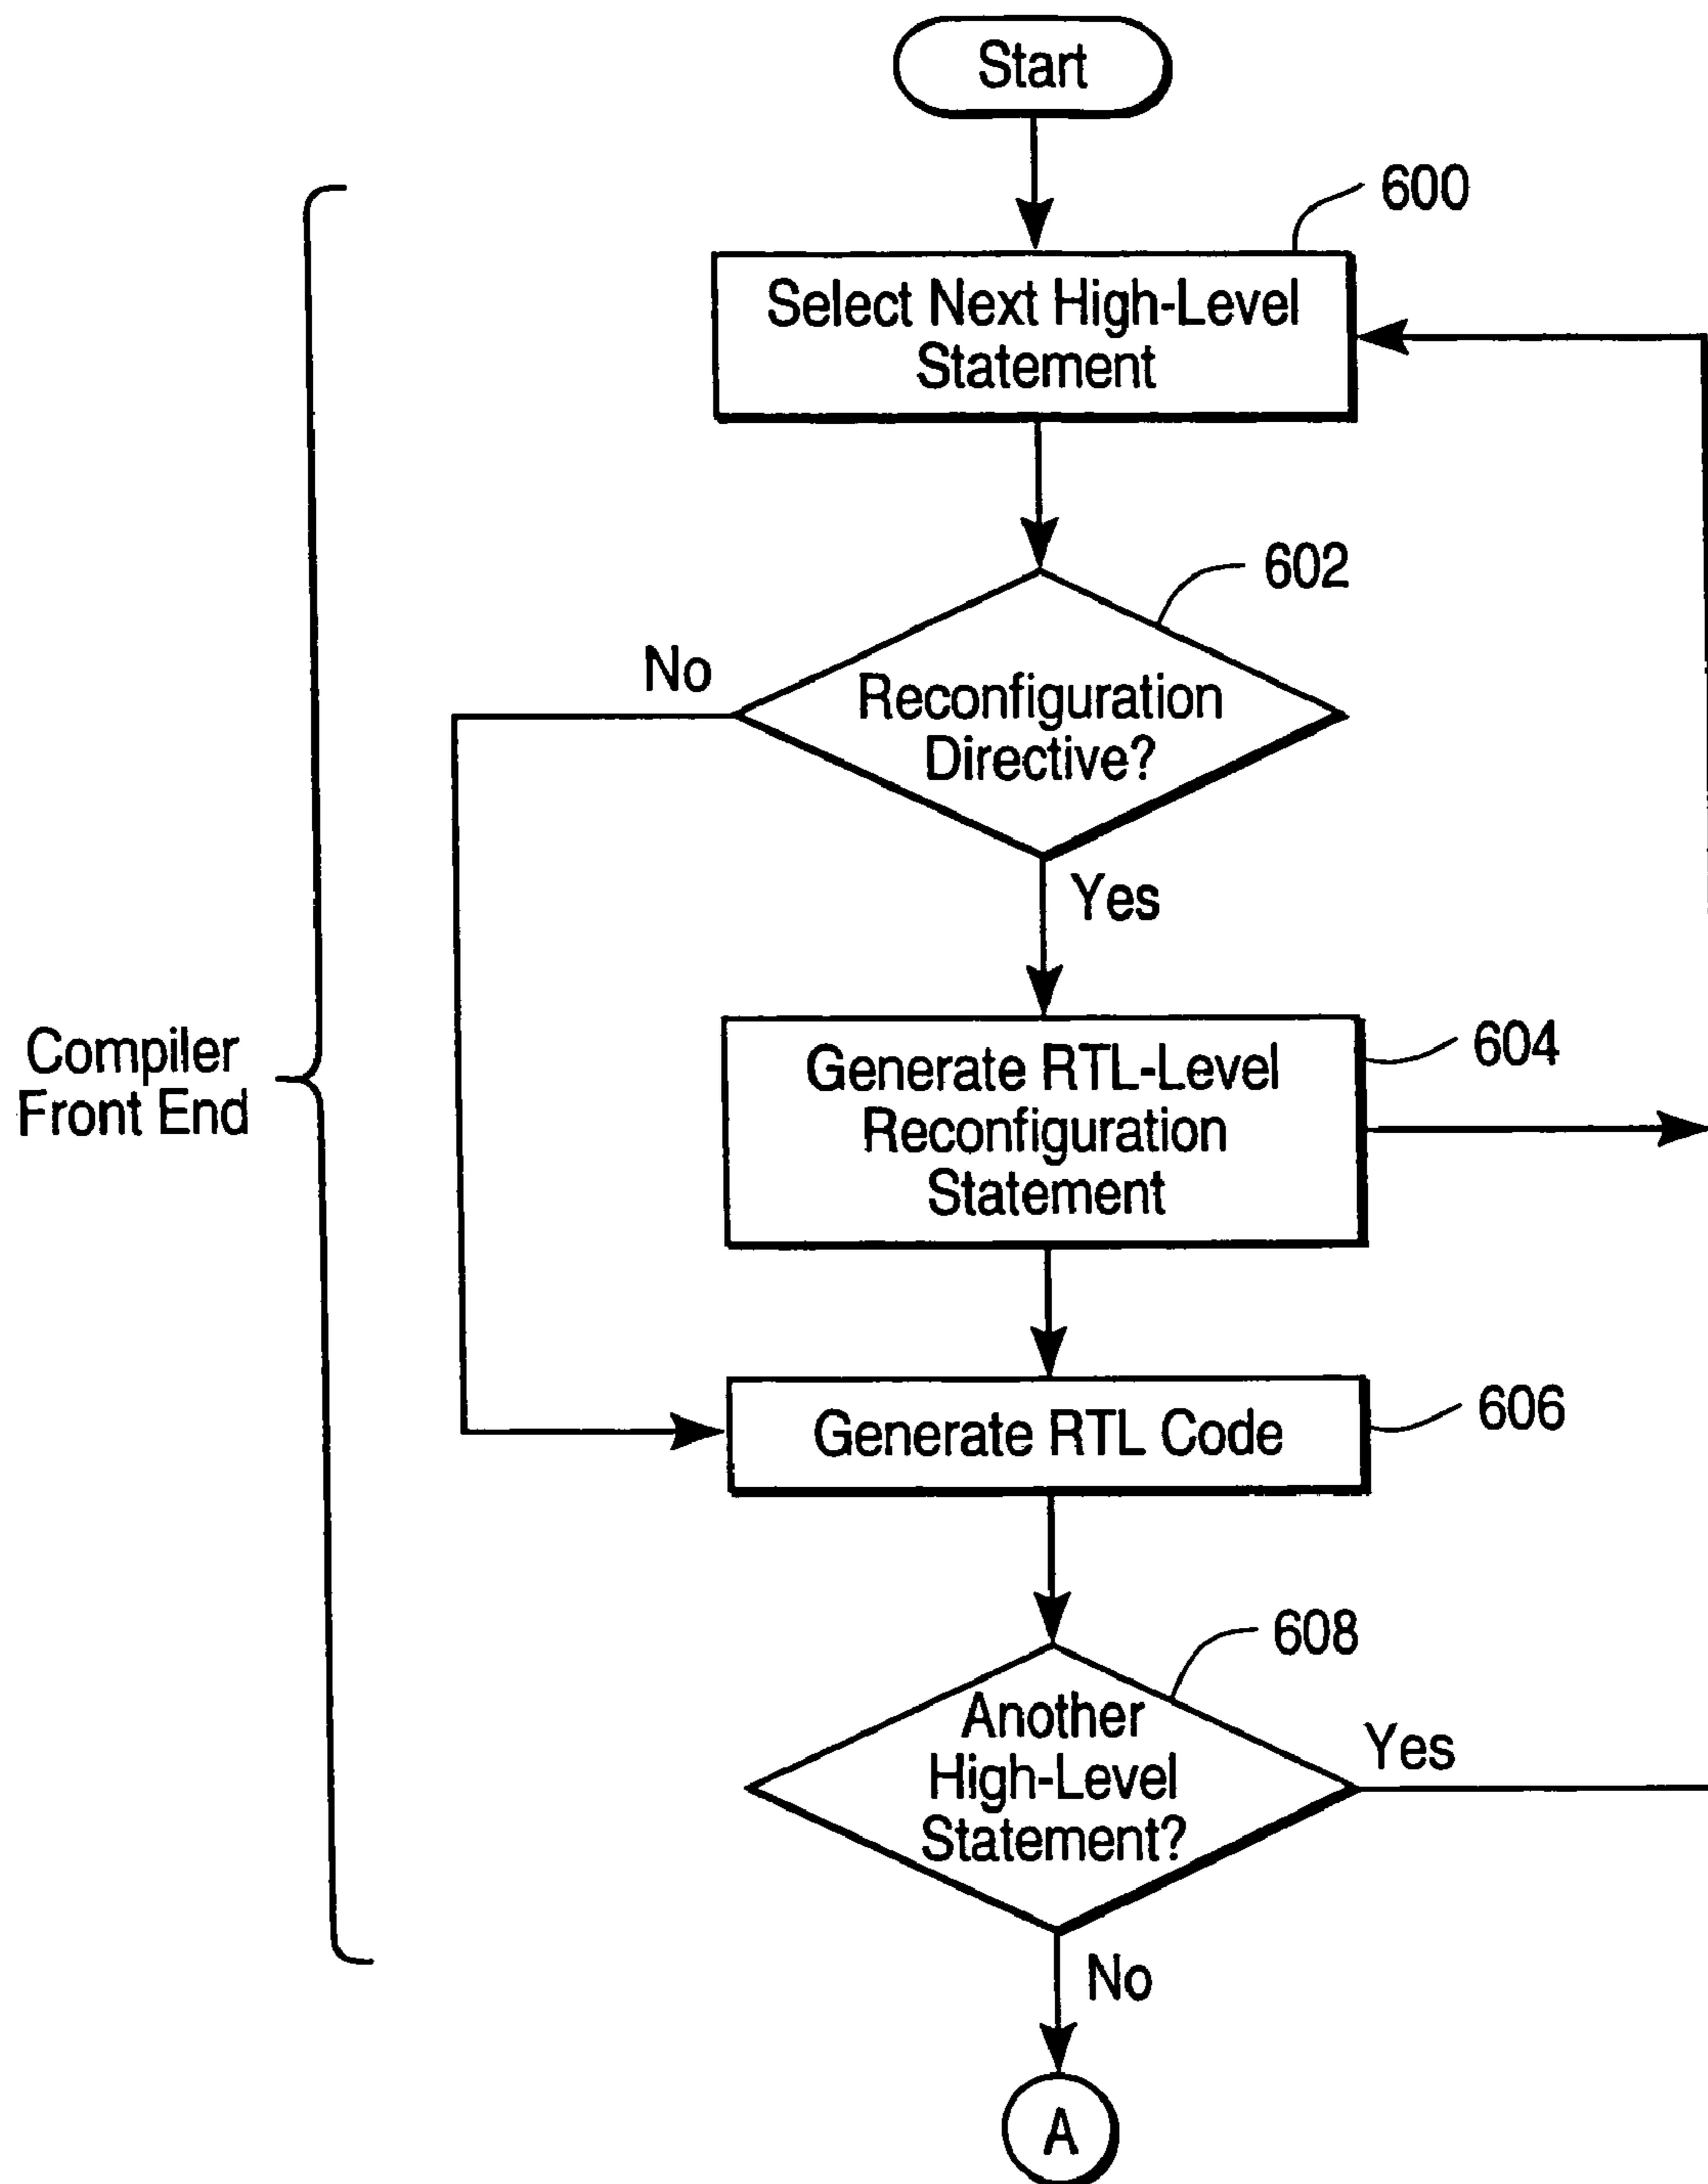 Start
600
Select Next High-Level
Statement
602
No
Reconfiguration
Directive?
Yes
Compiler
Front End
604
Generate RTL-Level
Reconfiguration
Statement
606
Generate RTL Code
608
Another
High-Level
Statement?
Yes
No
A